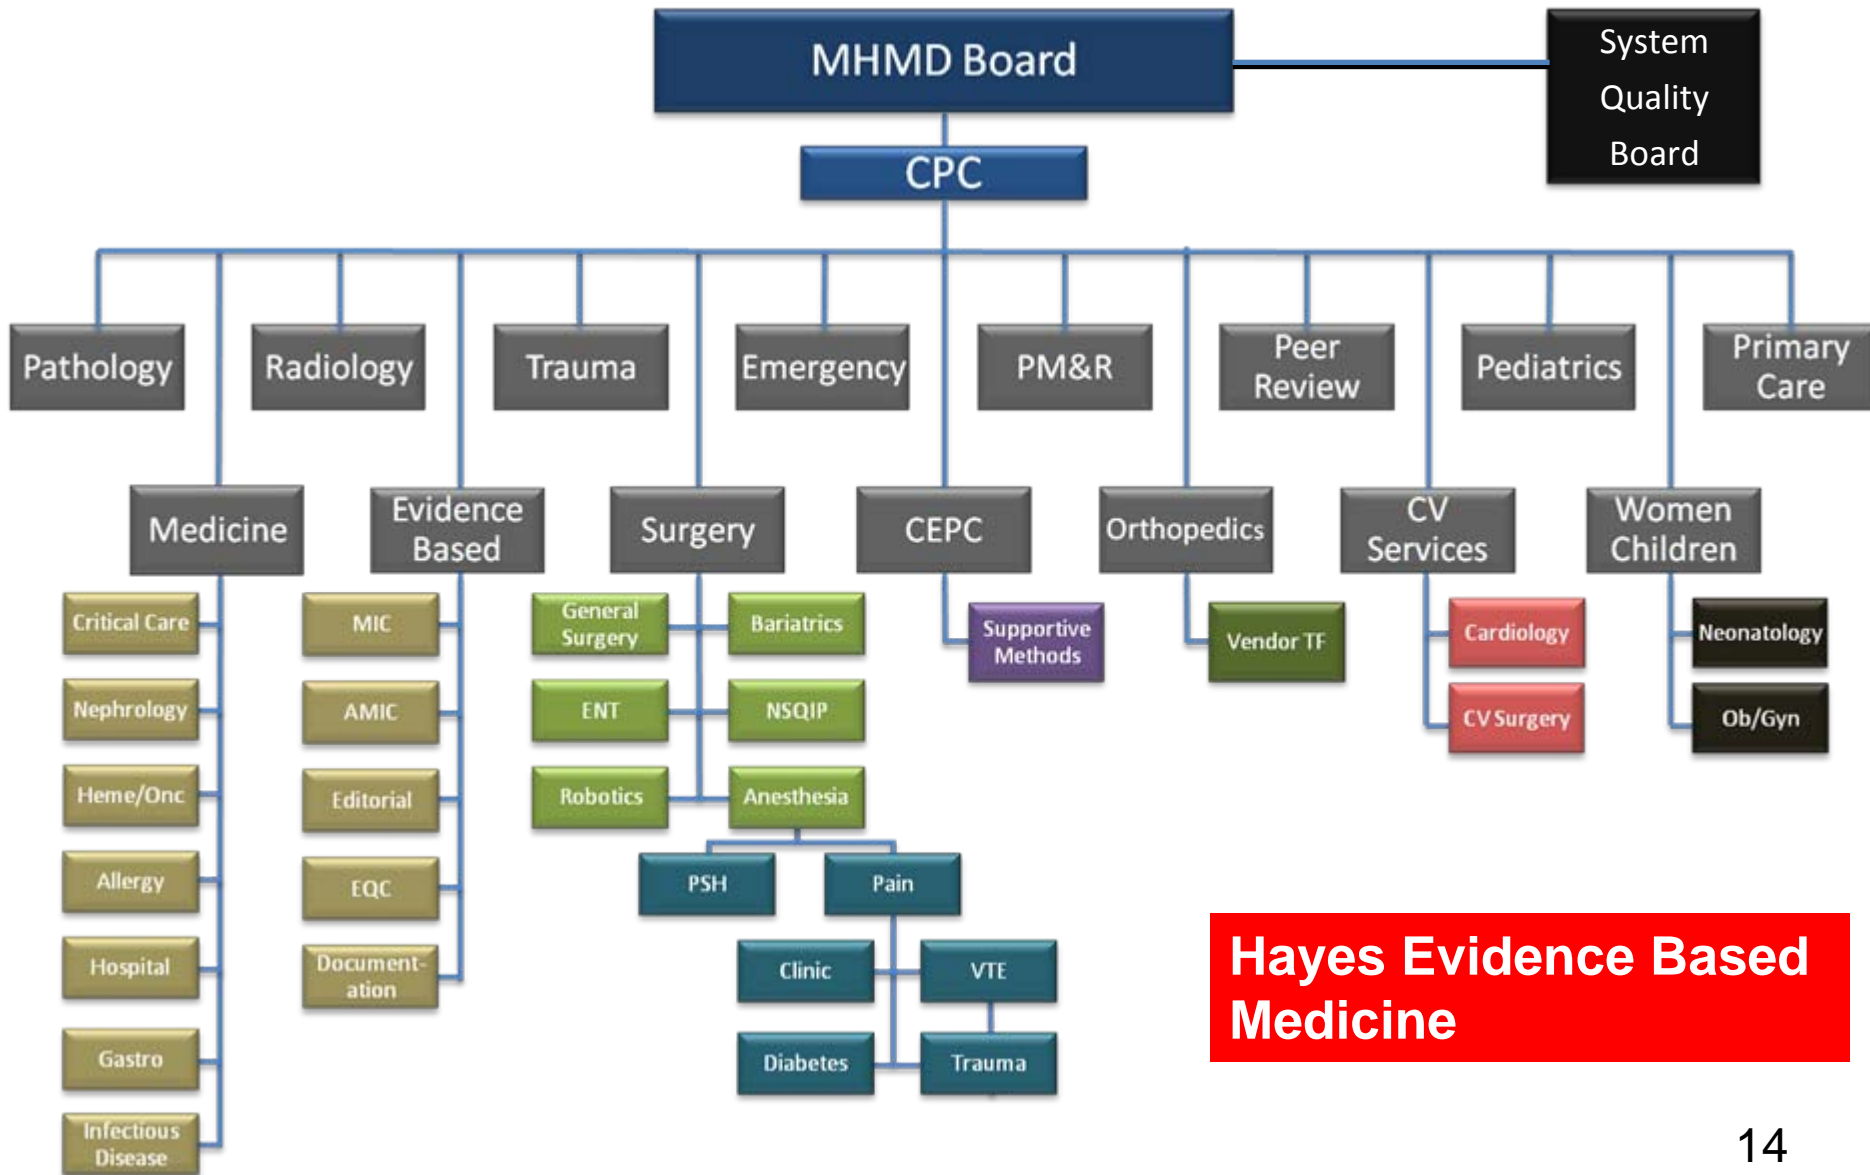 MHMD Board
System
Quality
Board
CPC
Pathology
Radiology
Trauma
Emergency
PM&R
Peer
Review
Pediatrics
Primary
Care
Medicine
Evidence
Based
Surgery
CEPC
Orthopedics
CV
Services
Women
Children
Critical Care
Nephrology
Heme/Onc
Allergy
Hospital
Gastro
Infectious
Disease
MIC
AMIC
Editorial
EQC
Document-
ation
General
Surgery
Bariatrics
ENT
NSQIP
Robotics
Anesthesia
PSH
Pain
Clinic
VTE
Diabetes
Trauma
Supportive
Methods
Vendor TF
Cardiology
CV Surgery
Neonatology
Ob/Gyn
Hayes Evidence Based
Medicine
14